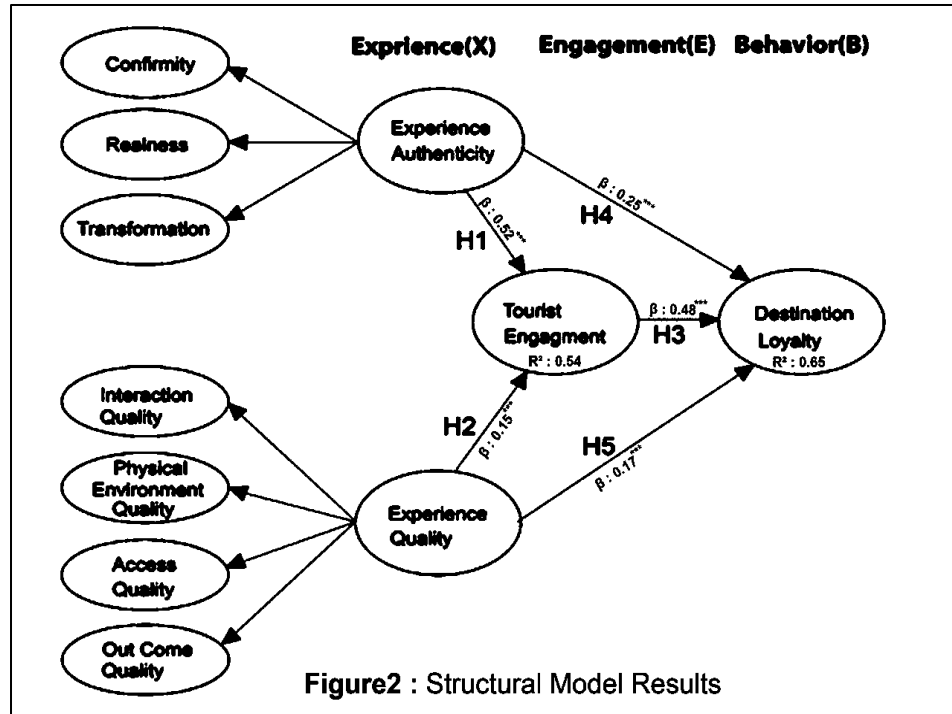 Exprience(X) Engagement(E) Behavior(B)
Confirmity
Realness
Transformation
Experience
Authenticity
β : 0.52***
H1
β : 0.25***
H4
Tourist
Engagment
R² : 0.54
β : 0.48***
H3
Destination
Loyalty
R² : 0.65
Interaction
Quality
Physical
Environment
Quality
Access
Quality
Out Come
Quality
Experience
Quality
H2
β : 0.15***
H5
β : 0.17***
Figure2 : Structural Model Results